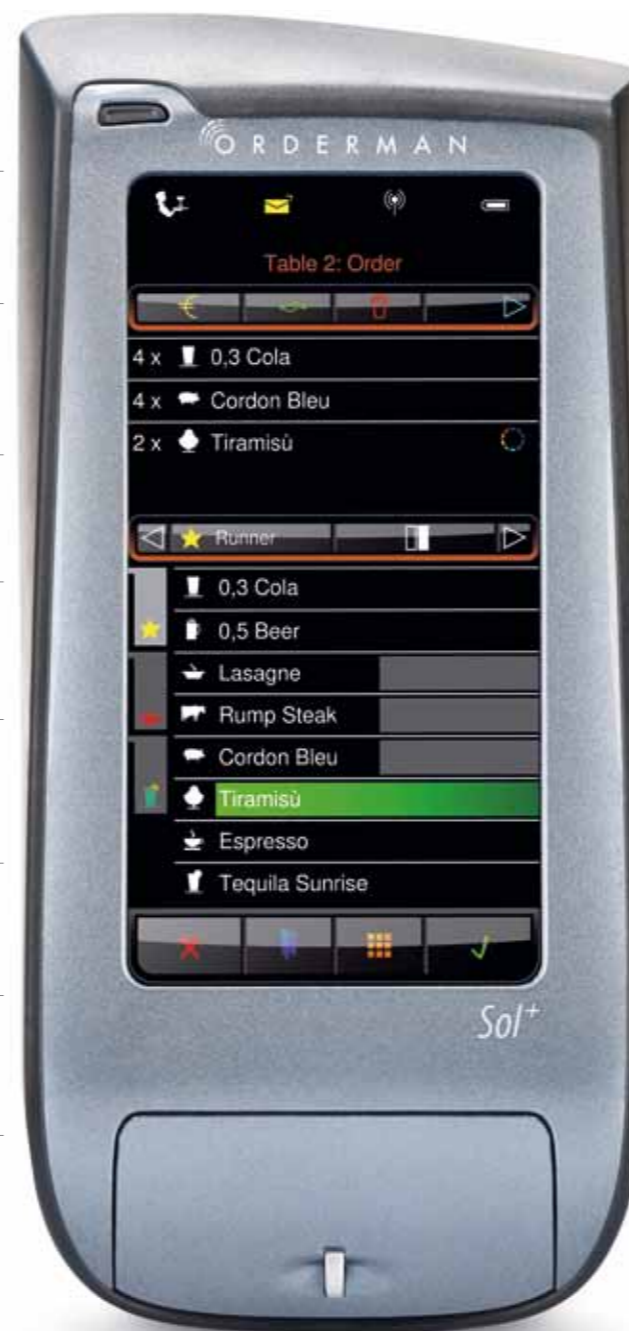 ORDERMAN
Table 2: Order
4 x 0,3 Cola
4 x Cordon Bleu
2 x Tiramisù
Runner
0,3 Cola
0,5 Beer
Lasagne
Rump Steak
Cordon Bleu
Tiramisù
Espresso
Tequila Sunrise
Sol+